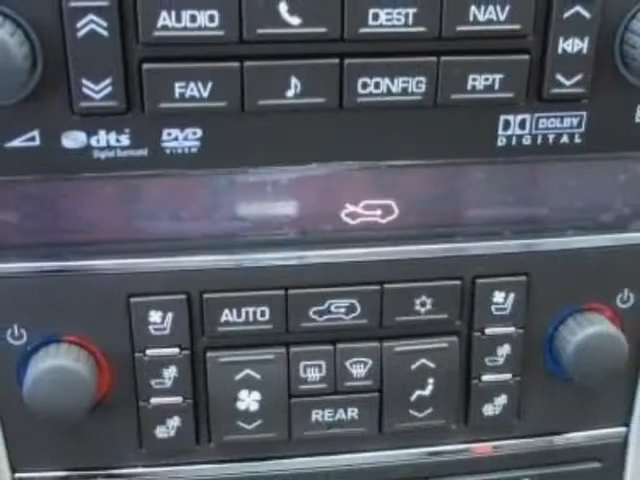 AUDIO DEST NAV
FAV CONFIG RPT
dts DVD DOLBY
Digital Surround VIDEO DIGITAL
AUTO
REAR